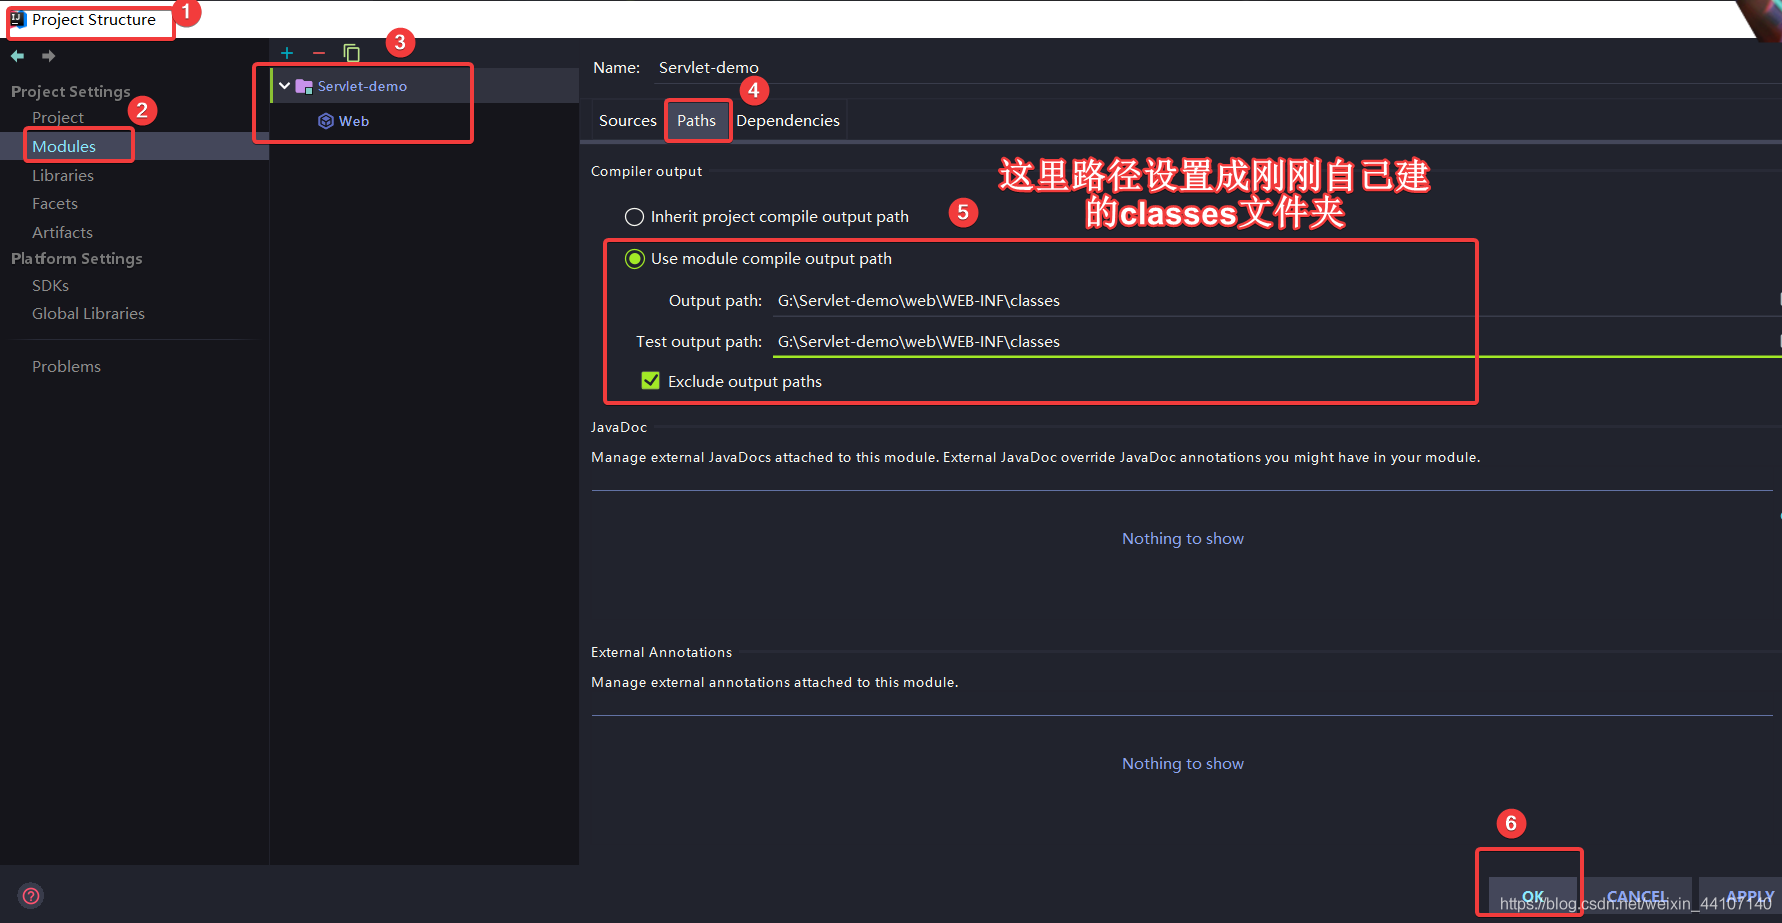 Project Structure
1
Project Settings
Project
2
Modules
Libraries
Facets
Artifacts
Platform Settings
SDKs
Global Libraries
Problems
3
Servlet-demo
Web
Name: Servlet-demo
4
Sources Paths Dependencies
Compiler output
这里路径设置成刚刚自己建
的classes文件夹
Inherit project compile output path
5
Use module compile output path
Output path: G:\Servlet-demo\web\WEB-INF\classes
Test output path: G:\Servlet-demo\web\WEB-INF\classes
Exclude output paths
JavaDoc
Manage external JavaDocs attached to this module. External JavaDoc override JavaDoc annotations you might have in your module.
Nothing to show
External Annotations
Manage external annotations attached to this module.
Nothing to show
6
OK CANCEL APPLY
https://blog.csdn.net/weixin_44107140